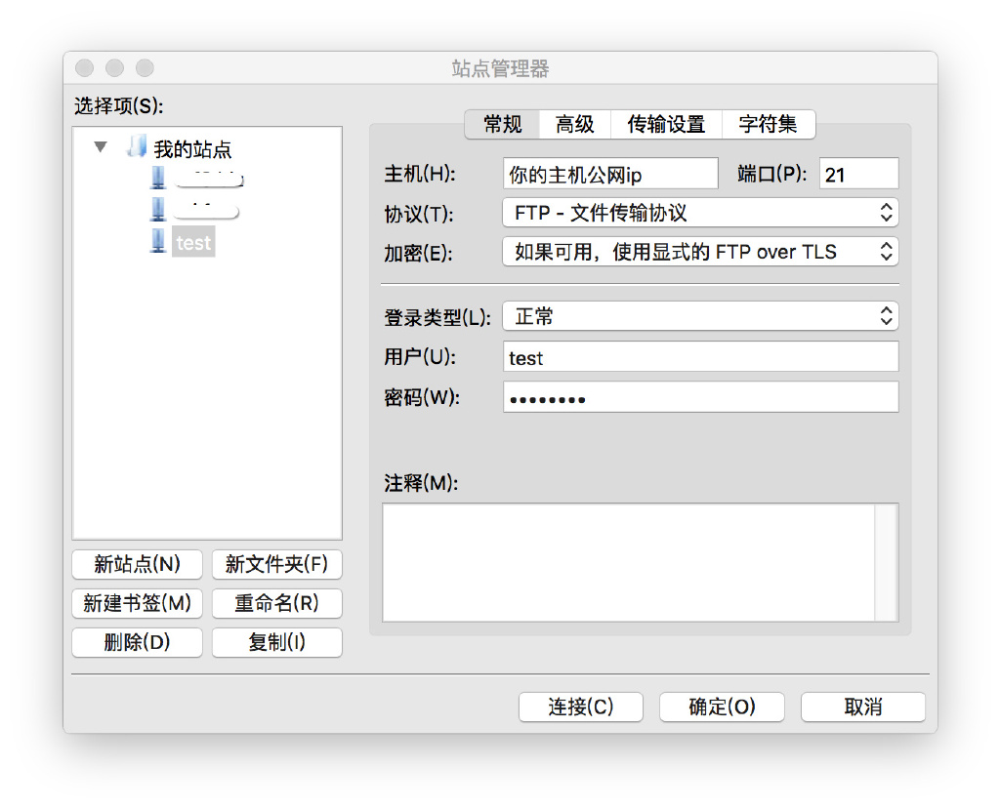 站点管理器
选择项(S):
我的站点
test
新站点(N) 新文件夹(F)
新建书签(M) 重命名(R)
删除(D) 复制(I)
常规 高级 传输设置 字符集
主机(H): 你的主机公网ip 端口(P): 21
协议(T): FTP - 文件传输协议
加密(E): 如果可用，使用显式的 FTP over TLS
登录类型(L): 正常
用户(U): test
密码(W): ••••••••
注释(M):
连接(C) 确定(O) 取消